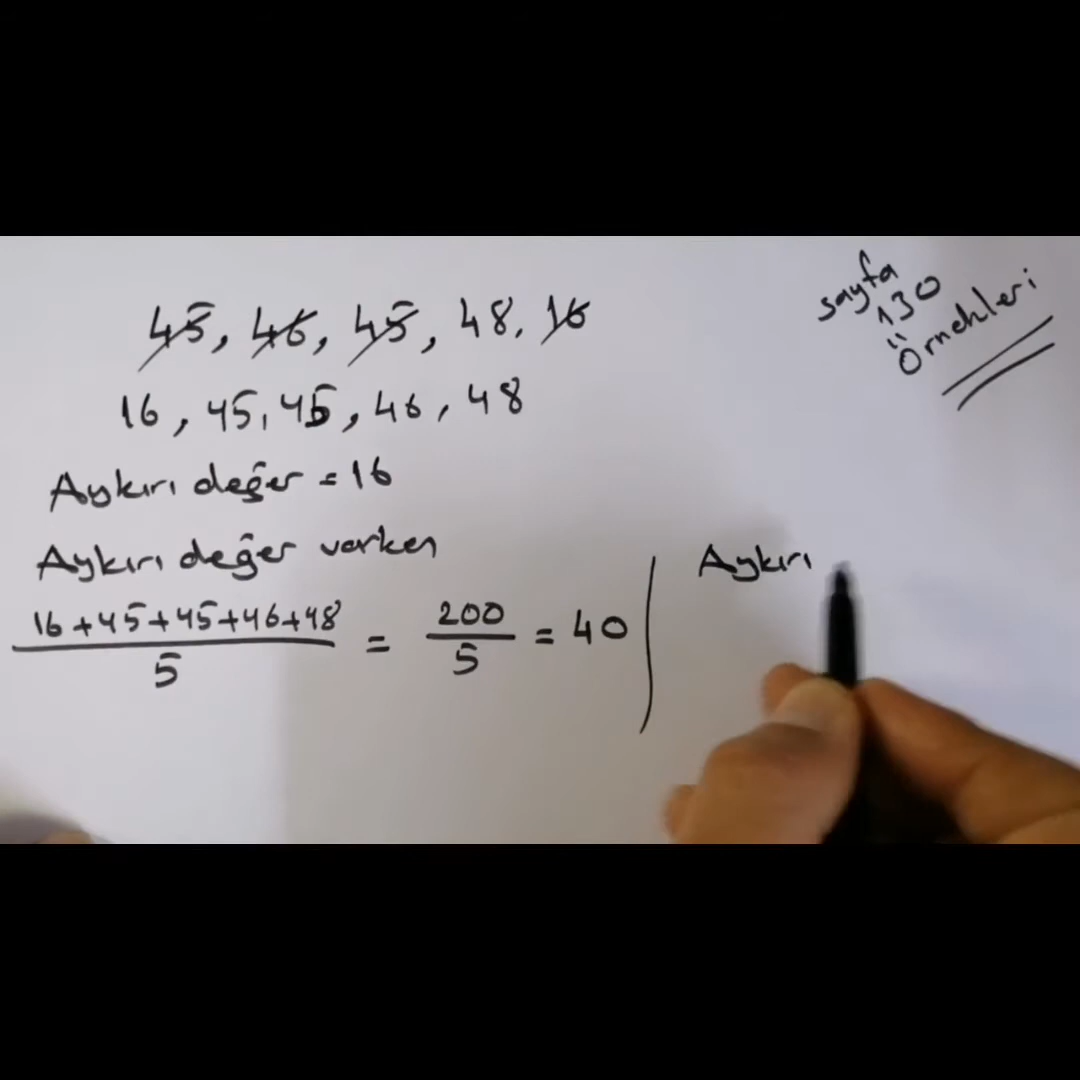 45, 46, 45, 48, 16
16, 45, 45, 46, 48
Aykırı değer = 16
Aykırı değer varken
16+45+45+46+48 / 5 = 200 / 5 = 40
Aykırı
sayfa
130
Örnekleri